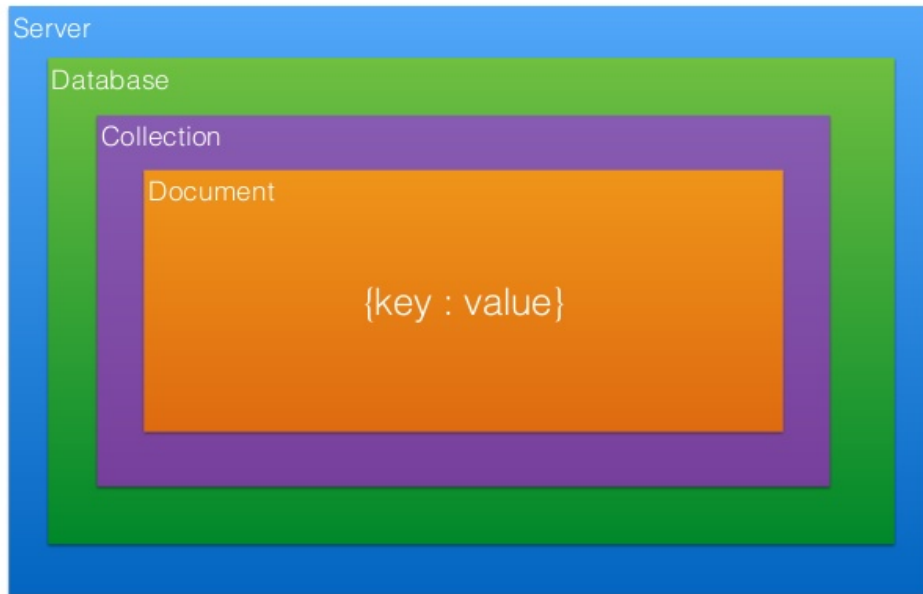 Server
Database
Collection
Document
{key : value}